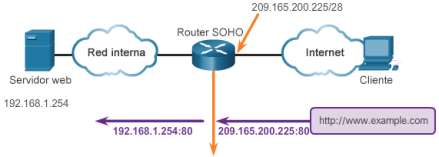 209.165.200.225/28
Router SOHO
Red interna
Internet
Servidor web
Cliente
192.168.1.254
192.168.1.254:80
209.165.200.225:80
http://www.example.com